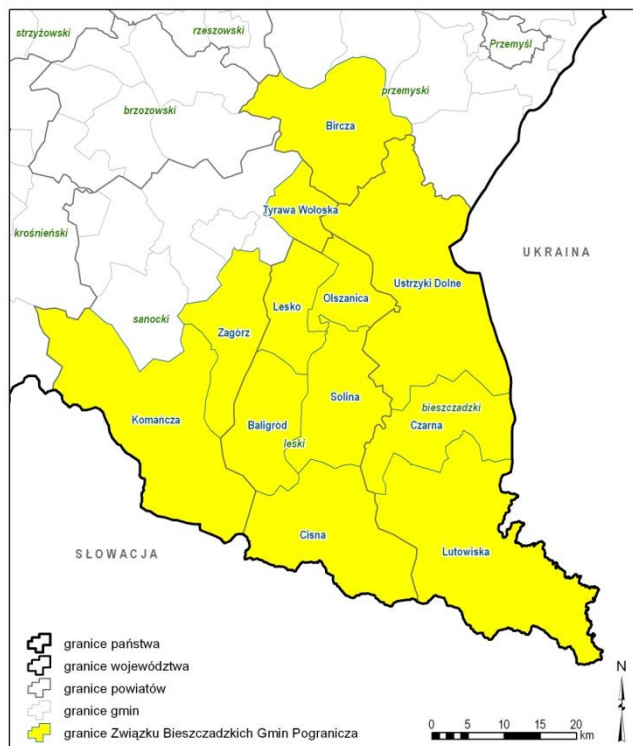 strzyżowski
rzeszowski
Przemyśl
brzozowski
przemyski
Bircza
Tyrawa Wołoska
krośnieński
UKRAINA
Ustrzyki Dolne
Olszanica
Lesko
sanocki
Zagórz
Solina
bieszczadzki
Komańcza
Baligród
Czarna
leski
Cisna
Lutowiska
SŁOWACJA
granice państwa
granice województwa
granice powiatów
granice gmin
granice Związku Bieszczadzkich Gmin Pogranicza
N
0 5 10 15 20
km